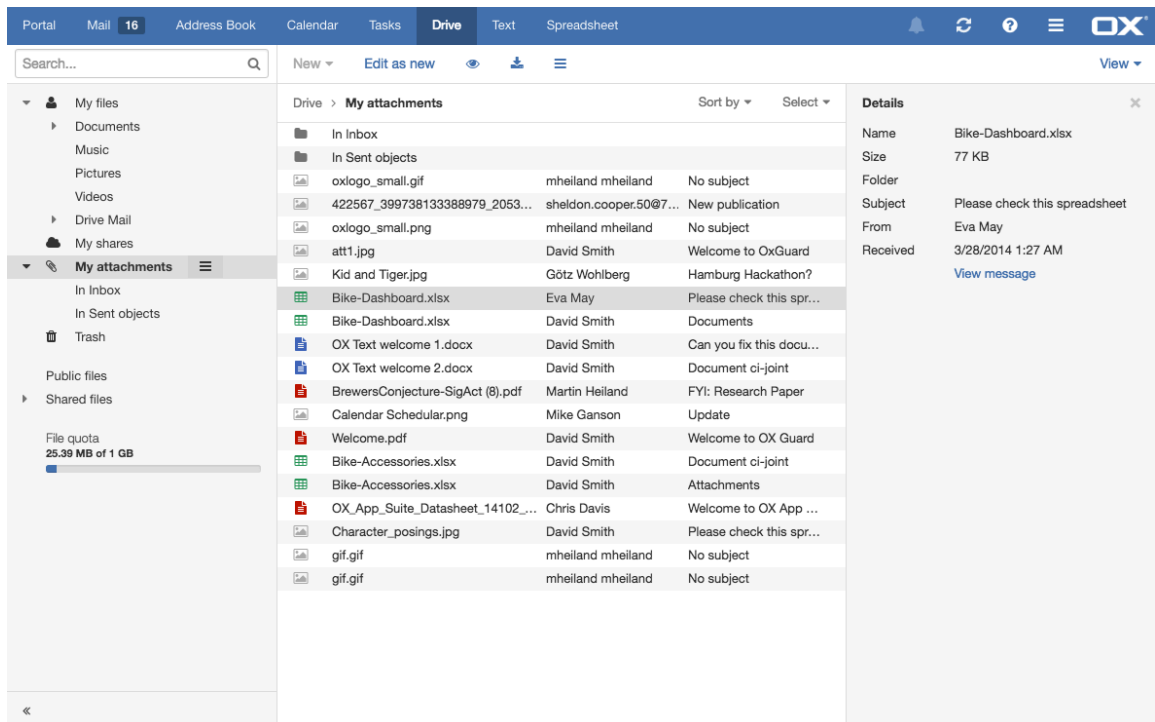 Portal Mail 16 Address Book Calendar Tasks Drive Text Spreadsheet OX
Search... New Edit as new View
My files
Documents
Music
Pictures
Videos
Drive Mail
My shares
My attachments
In Inbox
In Sent objects
Trash
Public files
Shared files
File quota
25.39 MB of 1 GB
Drive > My attachments Sort by Select
In Inbox
In Sent objects
oxlogo_small.gif mheiland mheiland No subject
422567_399738133388979_2053... sheldon.cooper.50@7... New publication
oxlogo_small.png mheiland mheiland No subject
att1.jpg David Smith Welcome to OxGuard
Kid and Tiger.jpg Götz Wohlberg Hamburg Hackathon?
Bike-Dashboard.xlsx Eva May Please check this spr...
Bike-Dashboard.xlsx David Smith Documents
OX Text welcome 1.docx David Smith Can you fix this docu...
OX Text welcome 2.docx David Smith Document ci-joint
BrewersConjecture-SigAct (8).pdf Martin Heiland FYI: Research Paper
Calendar Schedular.png Mike Ganson Update
Welcome.pdf David Smith Welcome to OX Guard
Bike-Accessories.xlsx David Smith Document ci-joint
Bike-Accessories.xlsx David Smith Attachments
OX_App_Suite_Datasheet_14102_... Chris Davis Welcome to OX App ...
Character_posings.jpg David Smith Please check this spr...
gif.gif mheiland mheiland No subject
gif.gif mheiland mheiland No subject
Details
Name Bike-Dashboard.xlsx
Size 77 KB
Folder
Subject Please check this spreadsheet
From Eva May
Received 3/28/2014 1:27 AM
View message